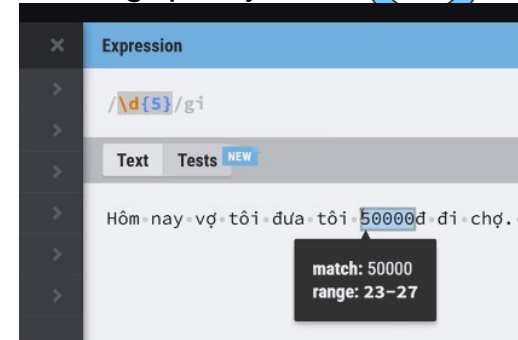 Expression
/\d{5}/gi
Text Tests NEW
Hôm nay vợ tôi đưa tôi 50000đ đi chợ.
match: 50000
range: 23-27